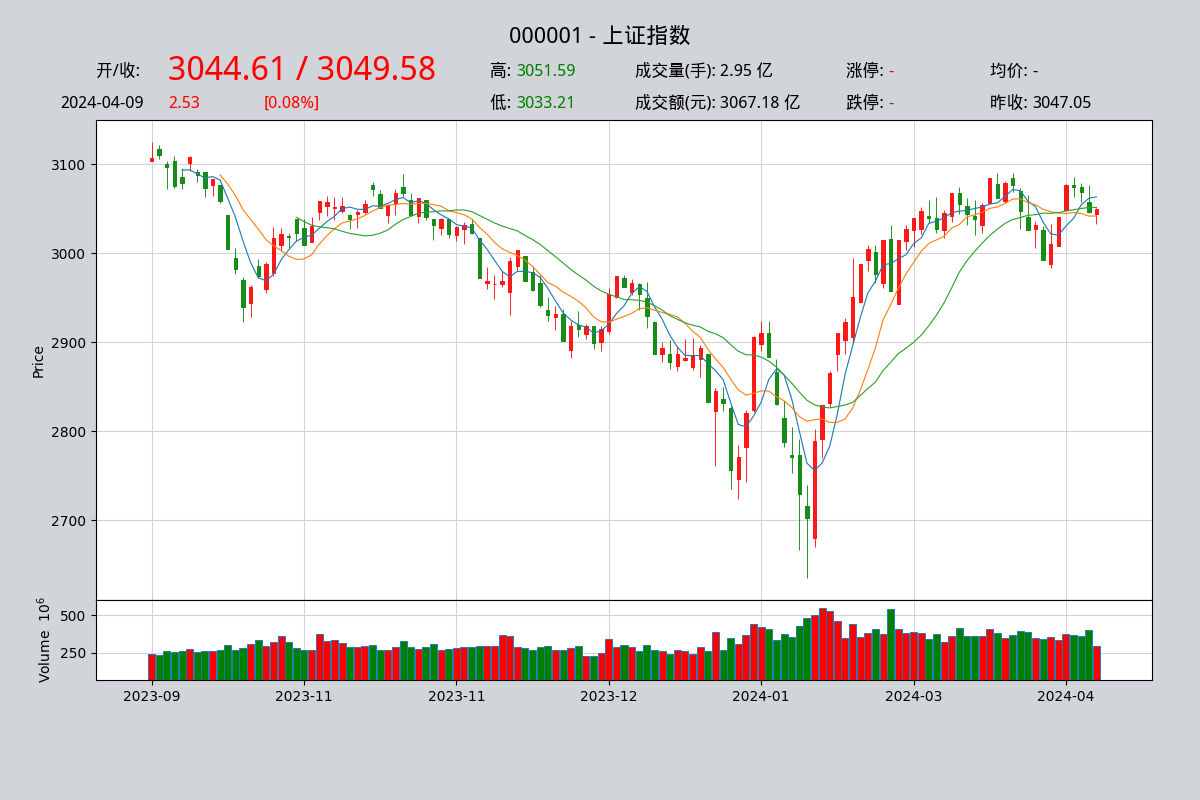 000001 - 上证指数
开/收: 3044.61 / 3049.58 高: 3051.59 成交量(手): 2.95 亿 涨停: - 均价: -
2024-04-09 2.53 [0.08%] 低: 3033.21 成交额(元): 3067.18 亿 跌停: - 昨收: 3047.05
3100
3000
2900
2800
2700
Price
500
250
Volume 10⁶
2023-09 2023-11 2023-11 2023-12 2024-01 2024-03 2024-04